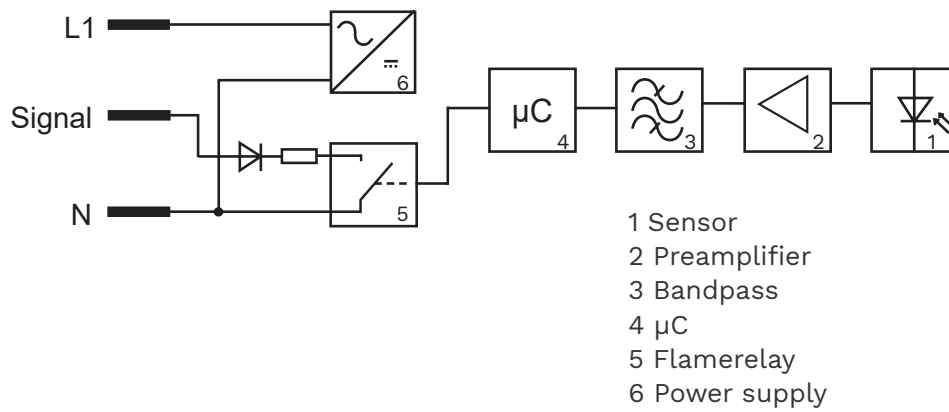 L1
6
Signal
µC
4
3
2
1
N
5
1 Sensor
2 Preamplifier
3 Bandpass
4 µC
5 Flamerelay
6 Power supply